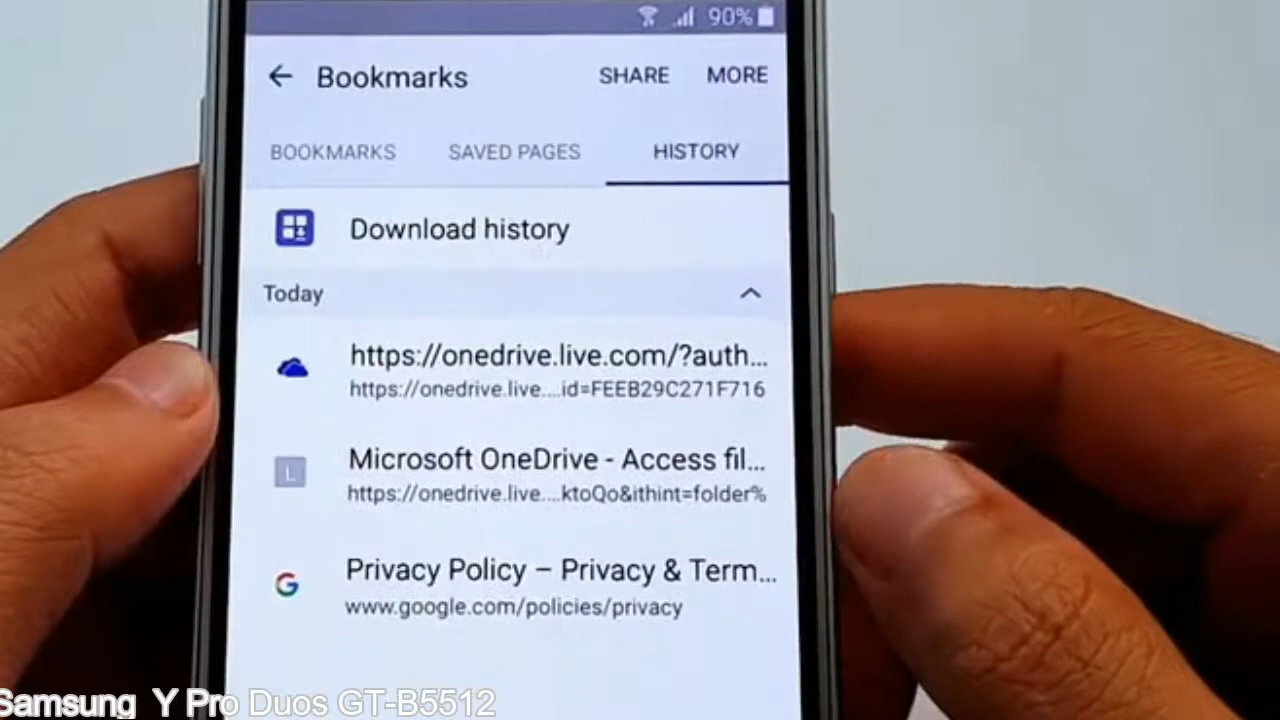 90%
Bookmarks SHARE MORE
BOOKMARKS SAVED PAGES HISTORY
Download history
Today
https://onedrive.live.com/?auth...
https://onedrive.live....id=FEEB29C271F716
L
Microsoft OneDrive - Access fil...
https://onedrive.live....ktoQo&ithint=folder%
G
Privacy Policy – Privacy & Term...
www.google.com/policies/privacy
Samsung Y Pro Duos GT-B5512